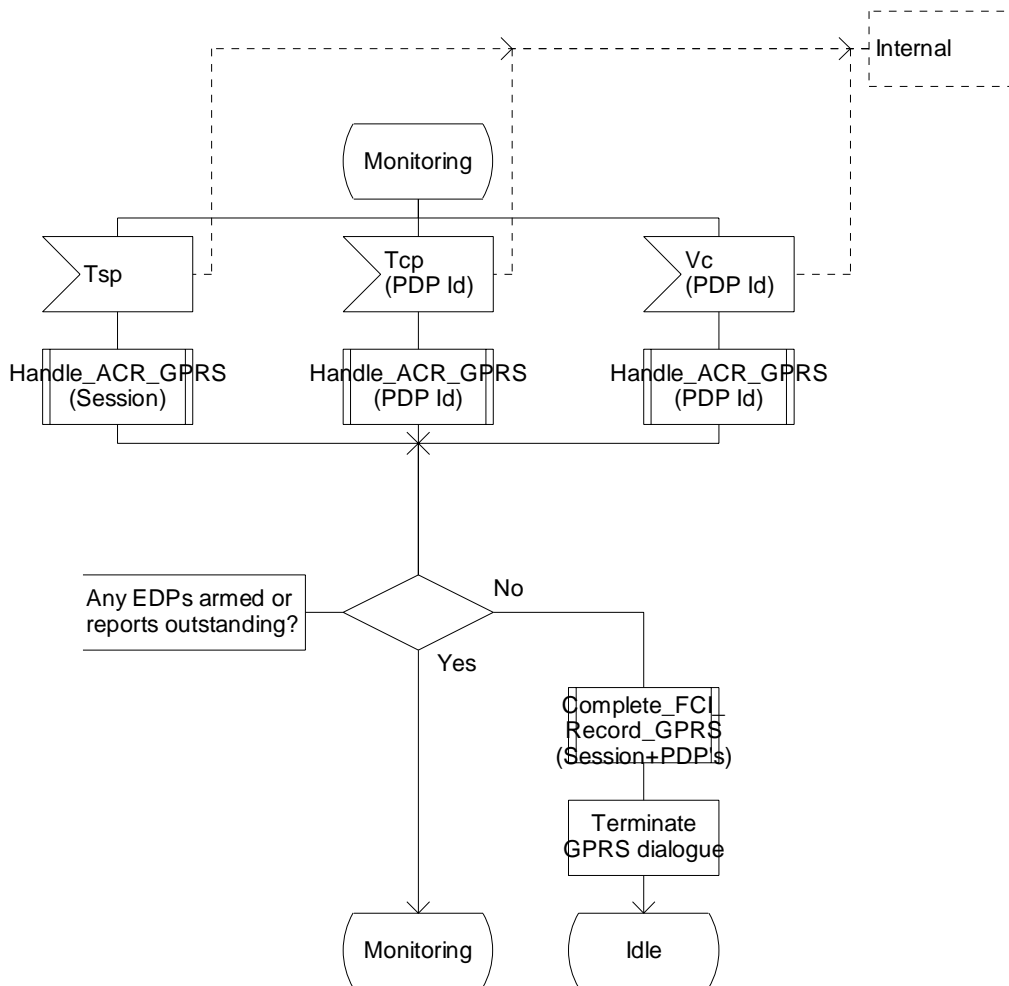 Internal
Monitoring
Tsp
Tcp
(PDP Id)
Vc
(PDP Id)
Handle_ACR_GPRS
(Session)
Handle_ACR_GPRS
(PDP Id)
Handle_ACR_GPRS
(PDP Id)
Any EDPs armed or
reports outstanding?
No
Yes
Complete_FCI_
Record_GPRS
(Session+PDP's)
Terminate
GPRS dialogue
Monitoring
Idle